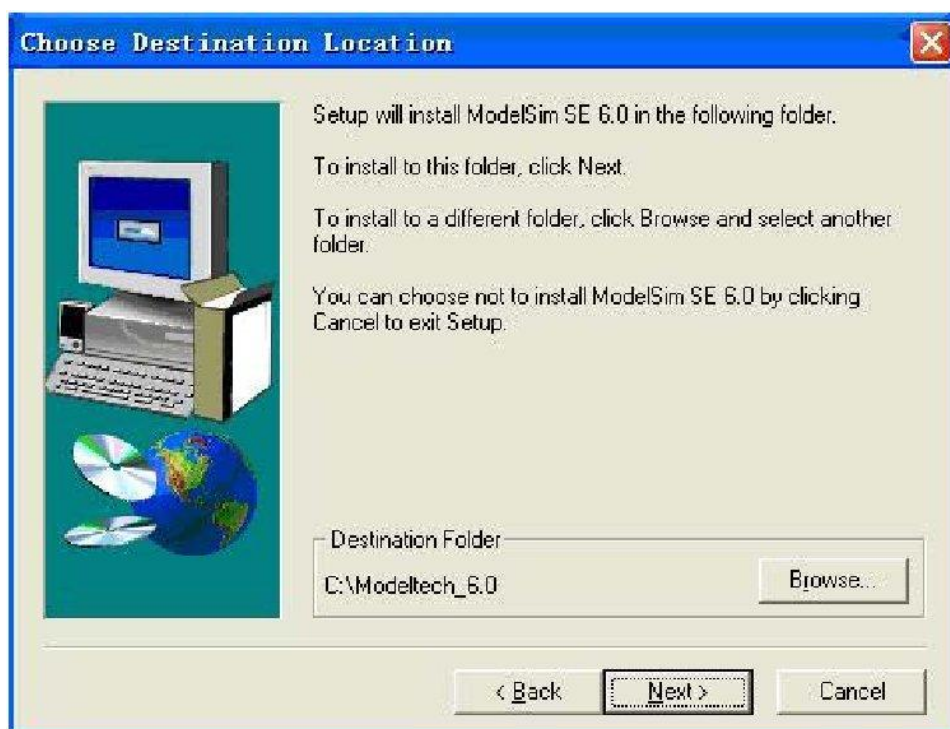 Choose Destination Location
Setup will install ModelSim SE 6.0 in the following folder.
To install to this folder, click Next.
To install to a different folder, click Browse and select another
folder.
You can choose not to install ModelSim SE 6.0 by clicking
Cancel to exit Setup.
Destination Folder
C:\Modeltech_6.0
Browse...
< Back
Next >
Cancel